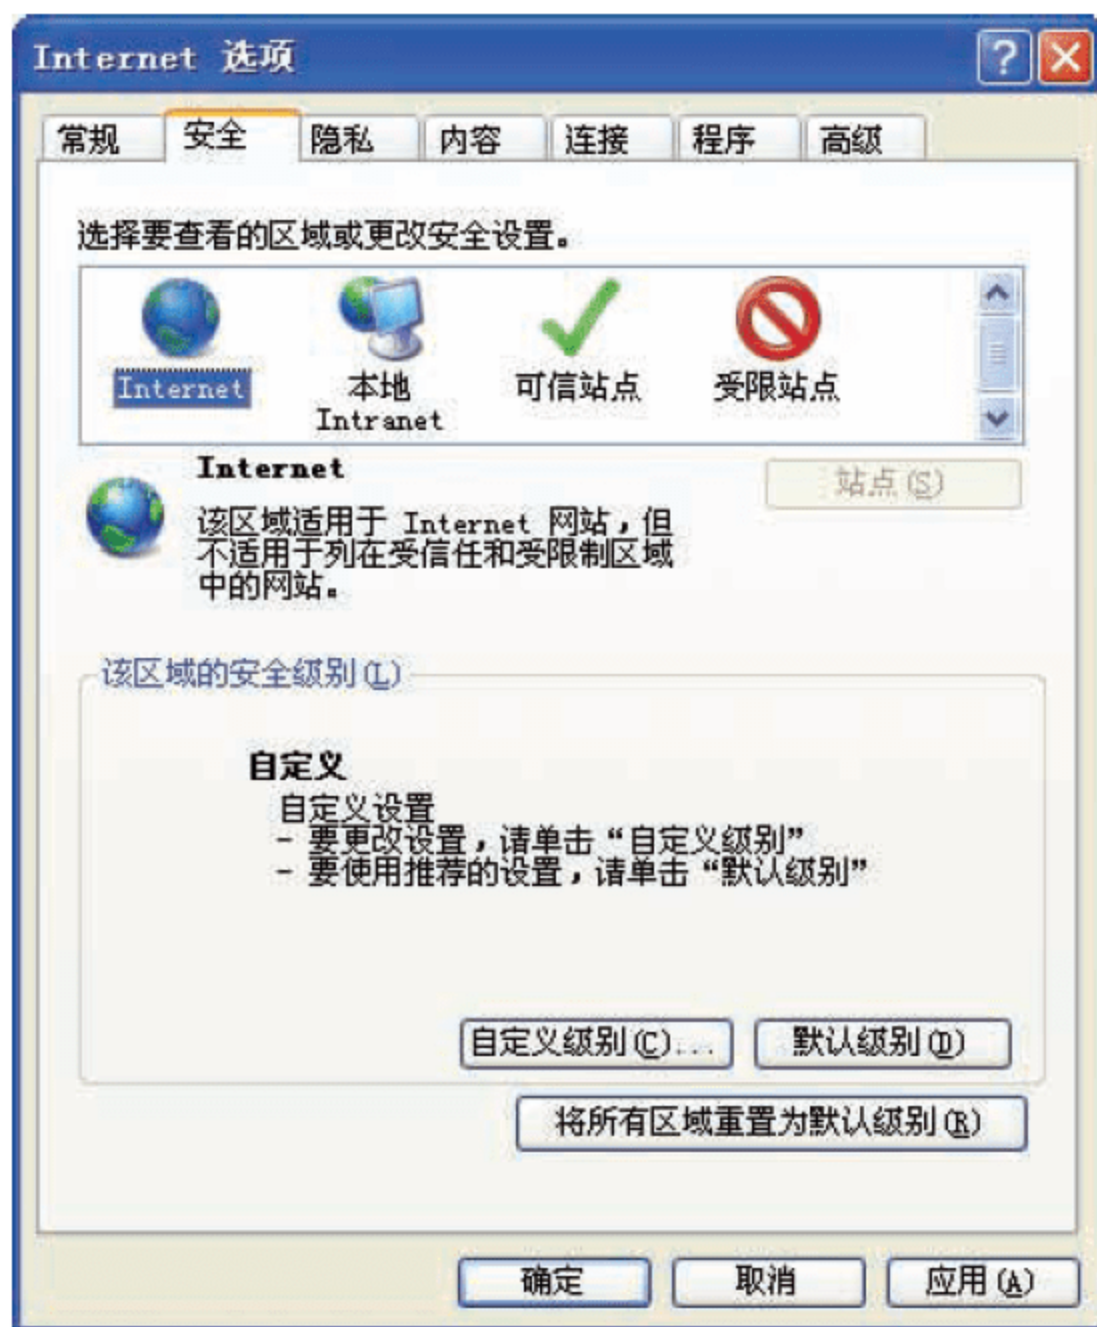 Internet 选项
常规 安全 隐私 内容 连接 程序 高级
选择要查看的区域或更改安全设置。
Internet 本地 Intranet 可信站点 受限站点
Internet
站点(S)
该区域适用于 Internet 网站，但
不适用于列在受信任和受限制区域
中的网站。
该区域的安全级别(L)
自定义
自定义设置
- 要更改设置，请单击“自定义级别”
- 要使用推荐的设置，请单击“默认级别”
自定义级别(C)... 默认级别(D)
将所有区域重置为默认级别(R)
确定 取消 应用(A)